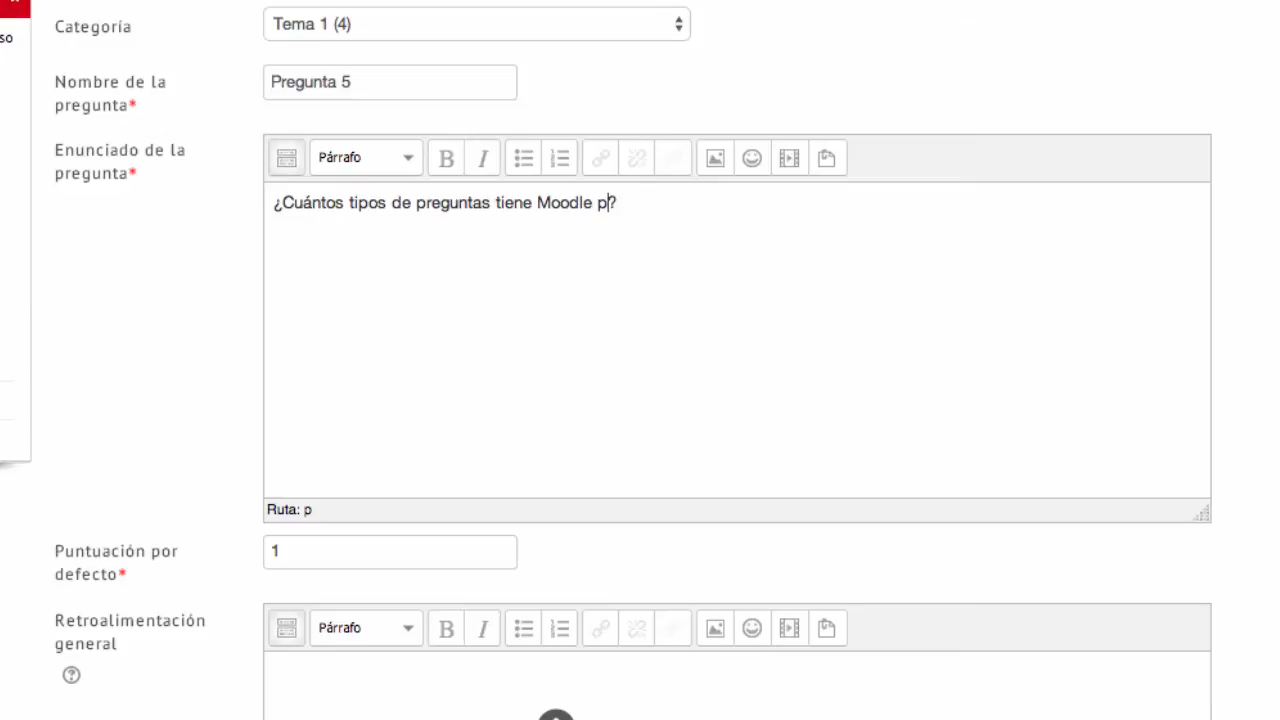 so
Categoría
Tema 1 (4)
Nombre de la
pregunta*
Pregunta 5
Enunciado de la
pregunta*
Párrafo
B I
¿Cuántos tipos de preguntas tiene Moodle p?
Ruta: p
Puntuación por
defecto*
1
Retroalimentación
general
Párrafo
B I